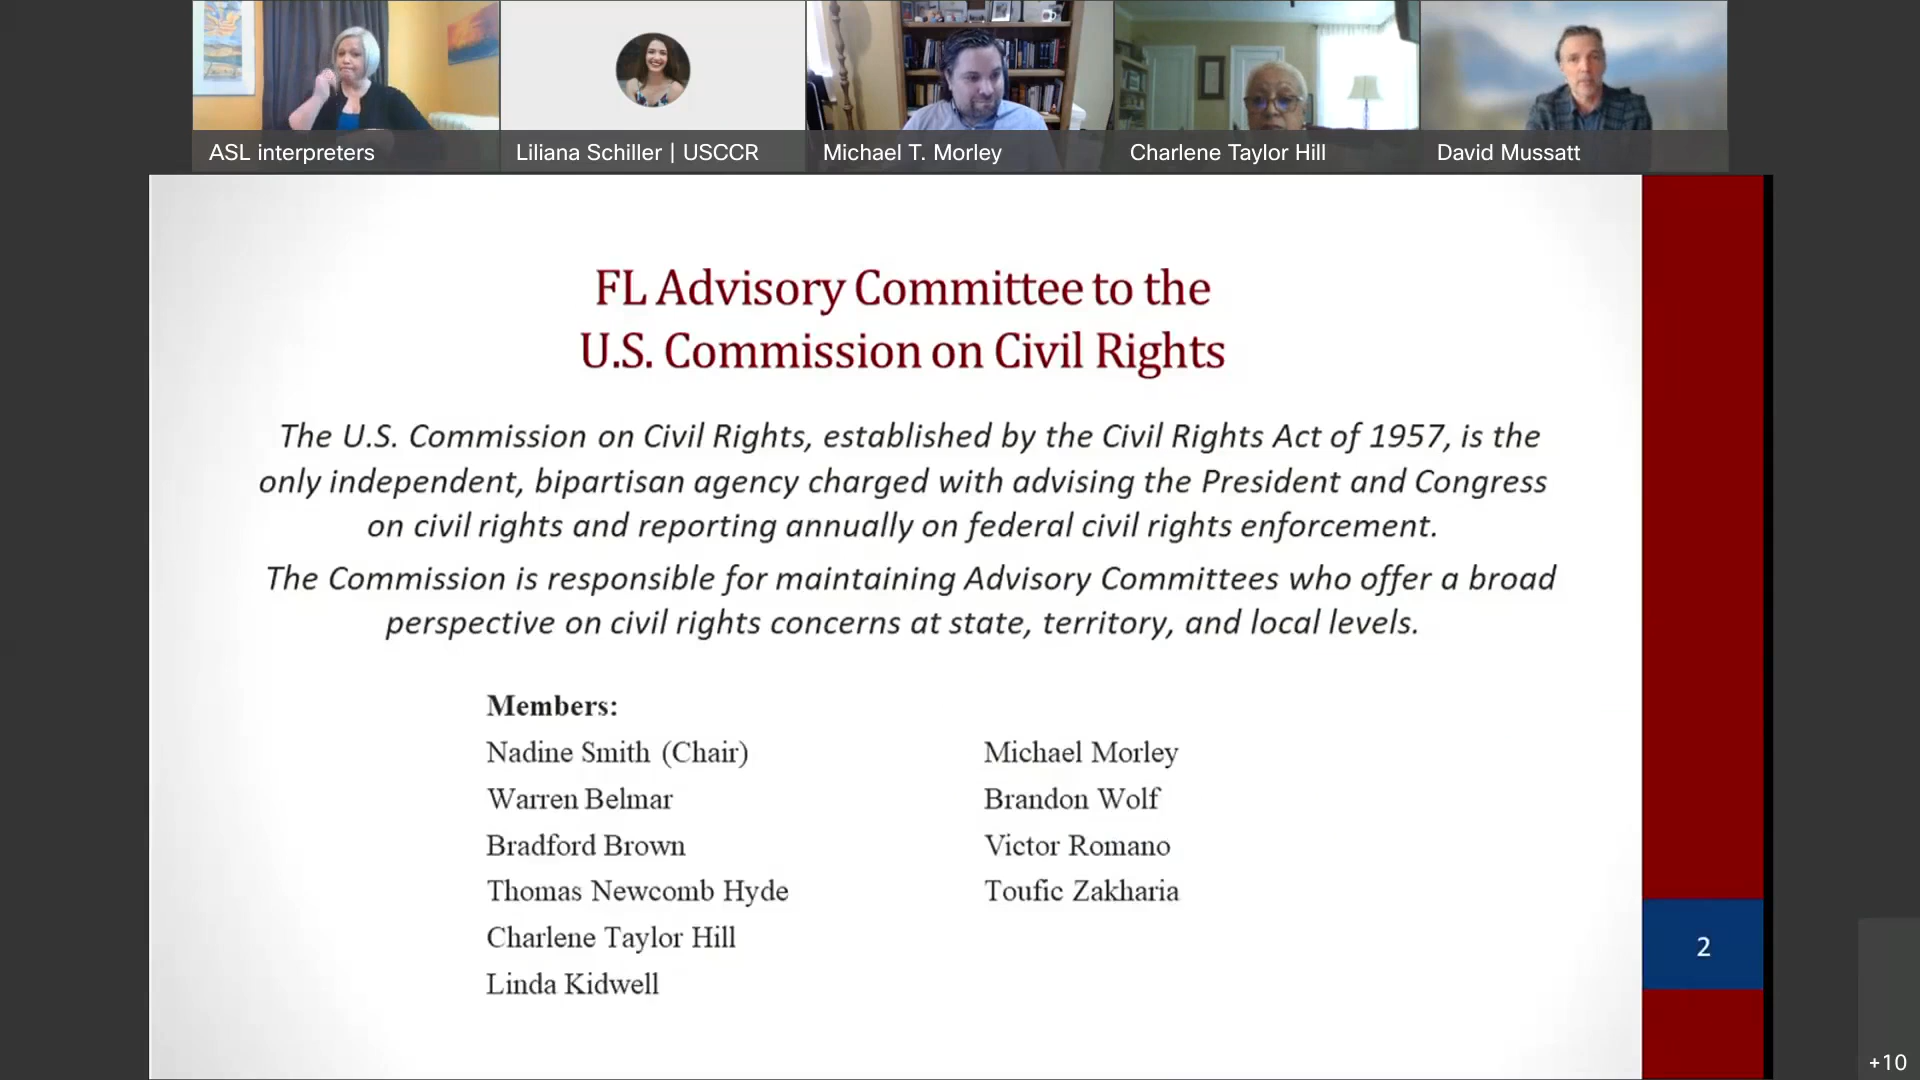 ASL interpreters
Liliana Schiller | USCCR
Michael T. Morley
Charlene Taylor Hill
David Mussatt
FL Advisory Committee to the
U.S. Commission on Civil Rights
The U.S. Commission on Civil Rights, established by the Civil Rights Act of 1957, is the
only independent, bipartisan agency charged with advising the President and Congress
on civil rights and reporting annually on federal civil rights enforcement.
The Commission is responsible for maintaining Advisory Committees who offer a broad
perspective on civil rights concerns at state, territory, and local levels.
Members:
Nadine Smith (Chair)
Warren Belmar
Bradford Brown
Thomas Newcomb Hyde
Charlene Taylor Hill
Linda Kidwell
Michael Morley
Brandon Wolf
Victor Romano
Toufic Zakharia
2
+10